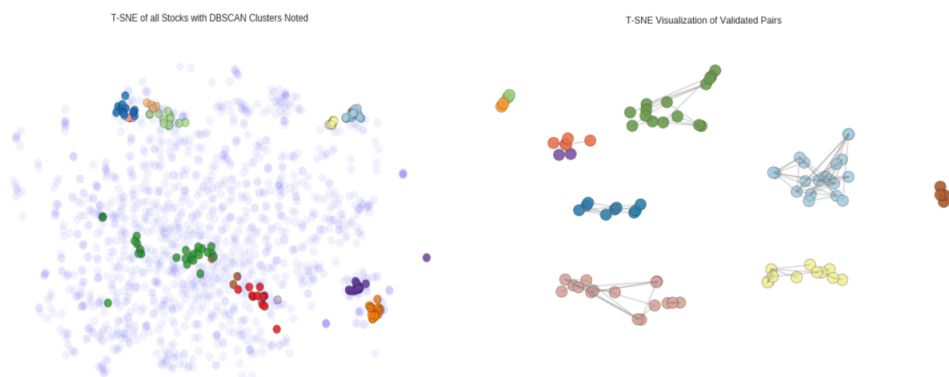 T-SNE of all Stocks with DBSCAN Clusters Noted
T-SNE Visualization of Validated Pairs